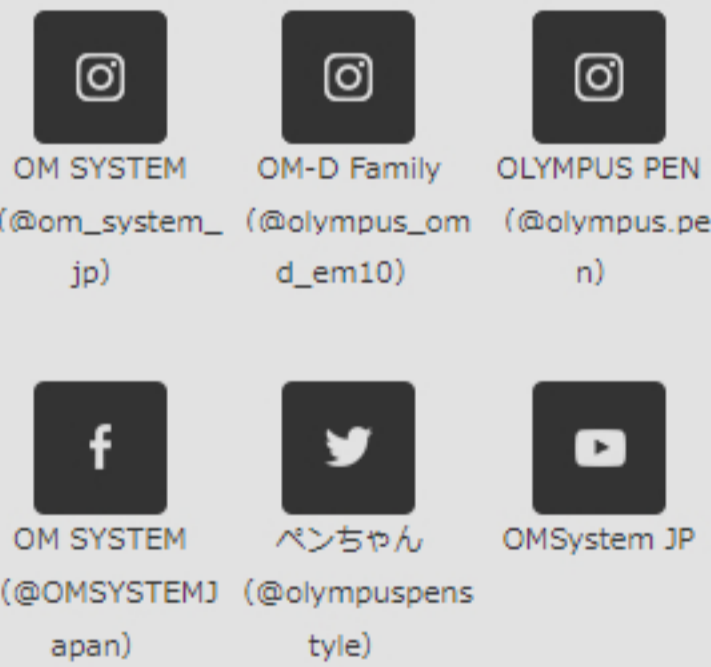 OM SYSTEM
(@om_system_
jp)
OM-D Family
(@olympus_om
d_em10)
OLYMPUS PEN
(@olympus.pe
n)
OM SYSTEM
(@OMSYSTEMJ
apan)
ペンちゃん
(@olympuspens
tyle)
OMSystem JP